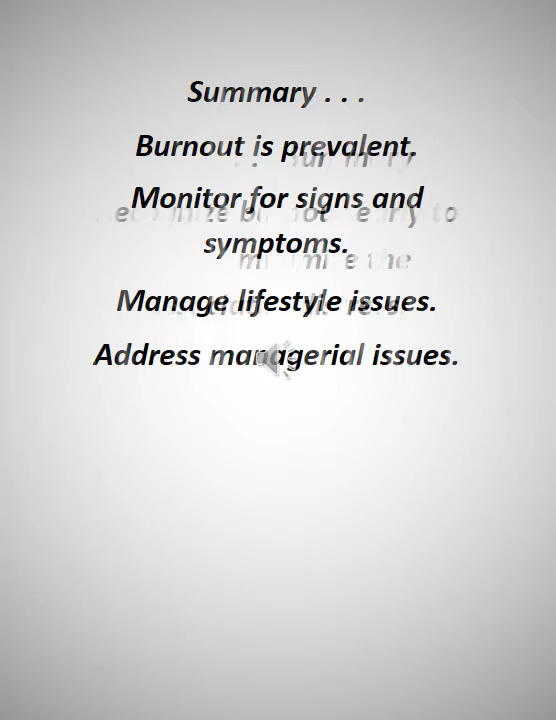 Summary . . .
Burnout is prevalent.
Monitor for signs and
symptoms.
Manage lifestyle issues.
Address managerial issues.